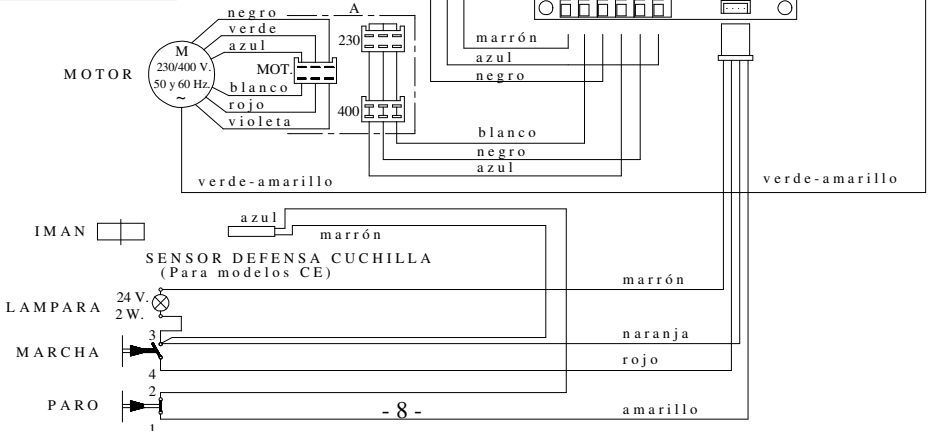 negro
verde
azul
A
230
marrón
azul
negro
MOTOR
M
230/400 V.
50 y 60 Hz.
~
MOT.
blanco
rojo
violeta
400
blanco
negro
azul
verde-amarillo
verde-amarillo
IMAN
azul
marrón
SENSOR DEFENSA CUCHILLA
(Para modelos CE)
marrón
LAMPARA
24 V.
2 W.
MARCHA
3
4
naranja
rojo
PARO
2
1
- 8 -
amarillo